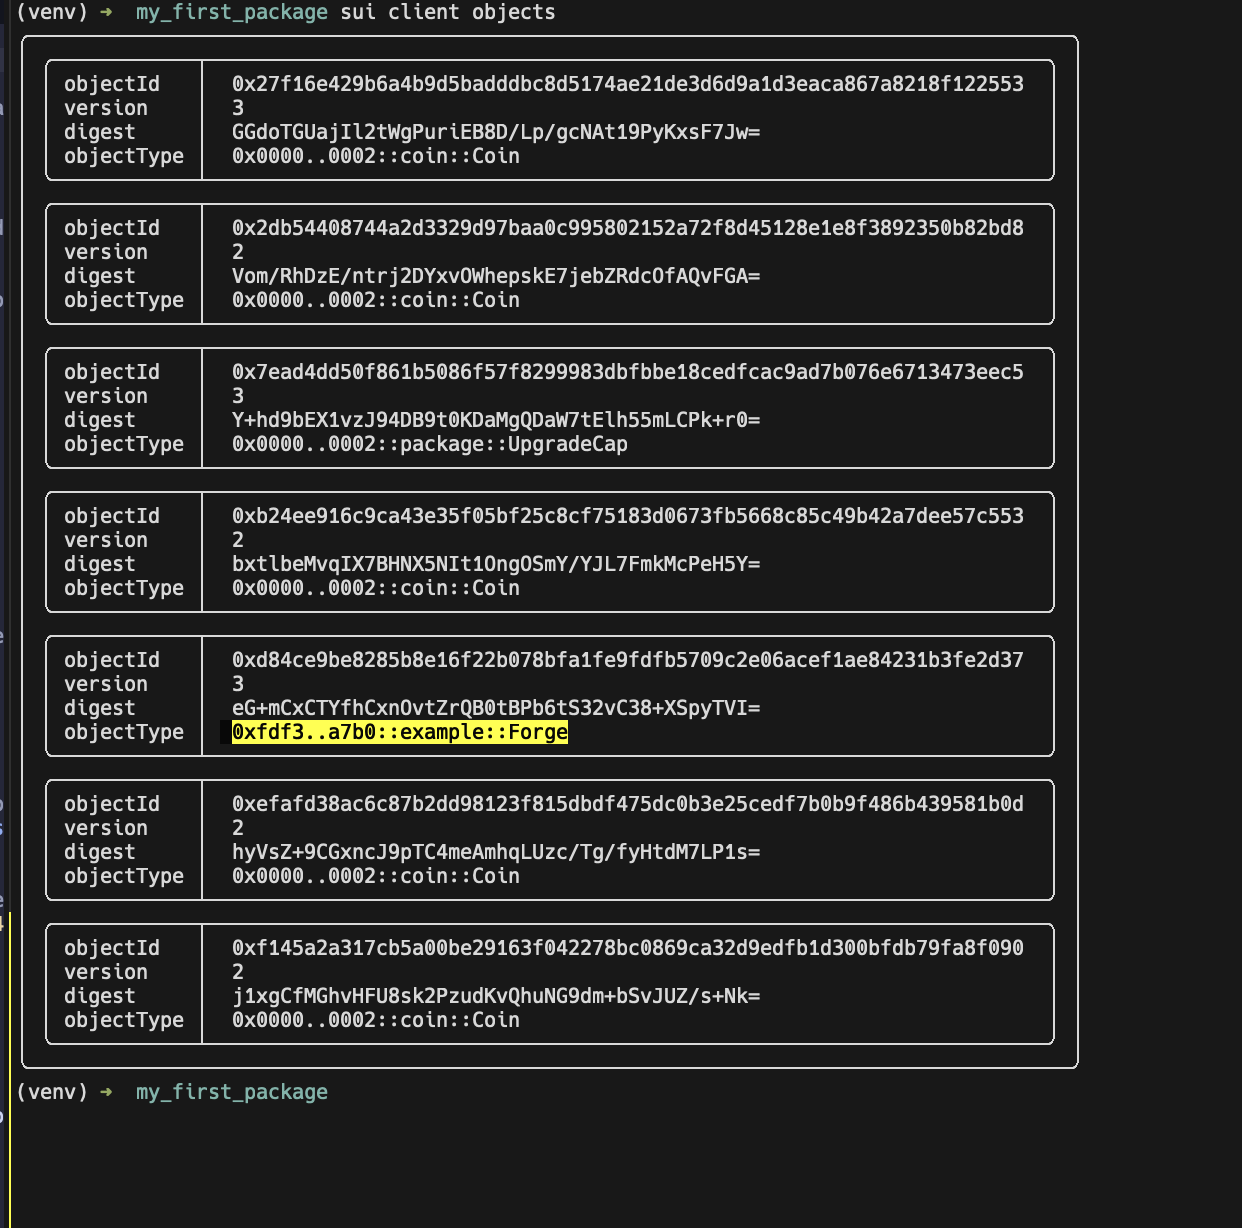 (venv) → my_first_package sui client objects
objectId 0x27f16e429b6a4b9d5badddbc8d5174ae21de3d6d9a1d3eaca867a8218f122553
version 3
digest GGdoTGUajIl2tWgPuriEB8D/Lp/gcNAt19PyKxsF7Jw=
objectType 0x0000..0002::coin::Coin
objectId 0x2db54408744a2d3329d97baa0c995802152a72f8d45128e1e8f3892350b82bd8
version 2
digest Vom/RhDzE/ntrj2DYxvOWhepskE7jebZRdcOfAQvFGA=
objectType 0x0000..0002::coin::Coin
objectId 0x7ead4dd50f861b5086f57f8299983dbfbbe18cedfcac9ad7b076e6713473eec5
version 3
digest Y+hd9bEX1vzJ94DB9t0KDaMgQDaW7tElh55mLCPk+r0=
objectType 0x0000..0002::package::UpgradeCap
objectId 0xb24ee916c9ca43e35f05bf25c8cf75183d0673fb5668c85c49b42a7dee57c553
version 2
digest bxtlbeMvqIX7BHNX5NIt1OngOSmY/YJL7FmkMcPeH5Y=
objectType 0x0000..0002::coin::Coin
objectId 0xd84ce9be8285b8e16f22b078bfa1fe9fdfb5709c2e06acef1ae84231b3fe2d37
version 3
digest eG+mCxCTYfhCxnOvtZrQB0tBPb6tS32vC38+XSpyTVI=
objectType 0xfdf3..a7b0::example::Forge
objectId 0xefafd38ac6c87b2dd98123f815dbdf475dc0b3e25cedf7b0b9f486b439581b0d
version 2
digest hyVsZ+9CGxncJ9pTC4meAmhqLUzc/Tg/fyHtdM7LP1s=
objectType 0x0000..0002::coin::Coin
objectId 0xf145a2a317cb5a00be29163f042278bc0869ca32d9edfb1d300bfdb79fa8f090
version 2
digest j1xgCfMGhvHFU8sk2PzudKvQhuNG9dm+bSvJUZ/s+Nk=
objectType 0x0000..0002::coin::Coin
(venv) → my_first_package